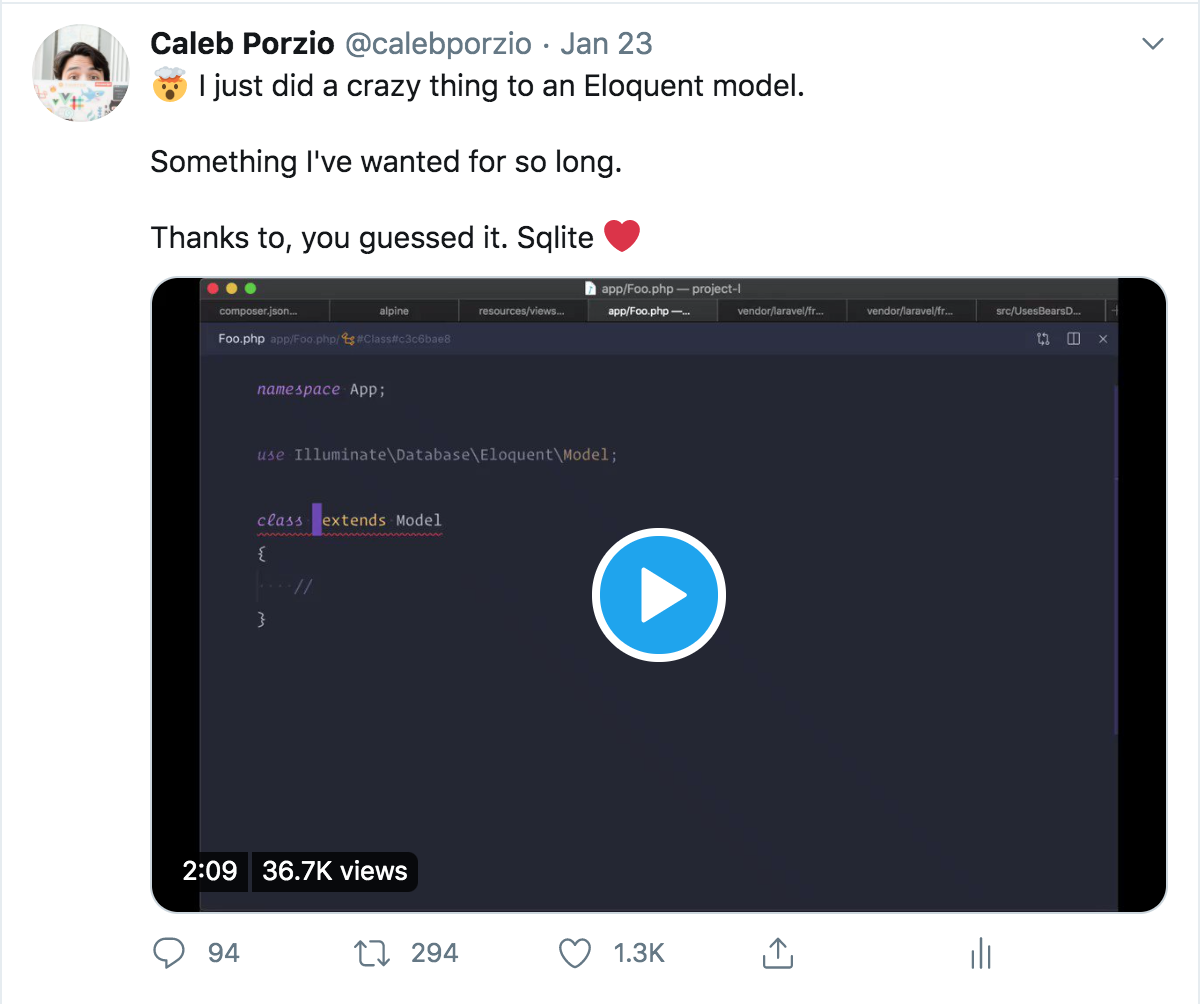 Caleb Porzio @calebporzio · Jan 23
🤯 I just did a crazy thing to an Eloquent model.
Something I've wanted for so long.
Thanks to, you guessed it. Sqlite ❤️
app/Foo.php — project-l
composer.json... alpine resources/views... app/Foo.php —... vendor/laravel/fr... vendor/laravel/fr... src/UsesBearsD...
Foo.php app/Foo.php/#Class#c3c6bae8
namespace App;
use Illuminate\Database\Eloquent\Model;
class extends Model
{
····//
}
2:09 36.7K views
94 294 1.3K